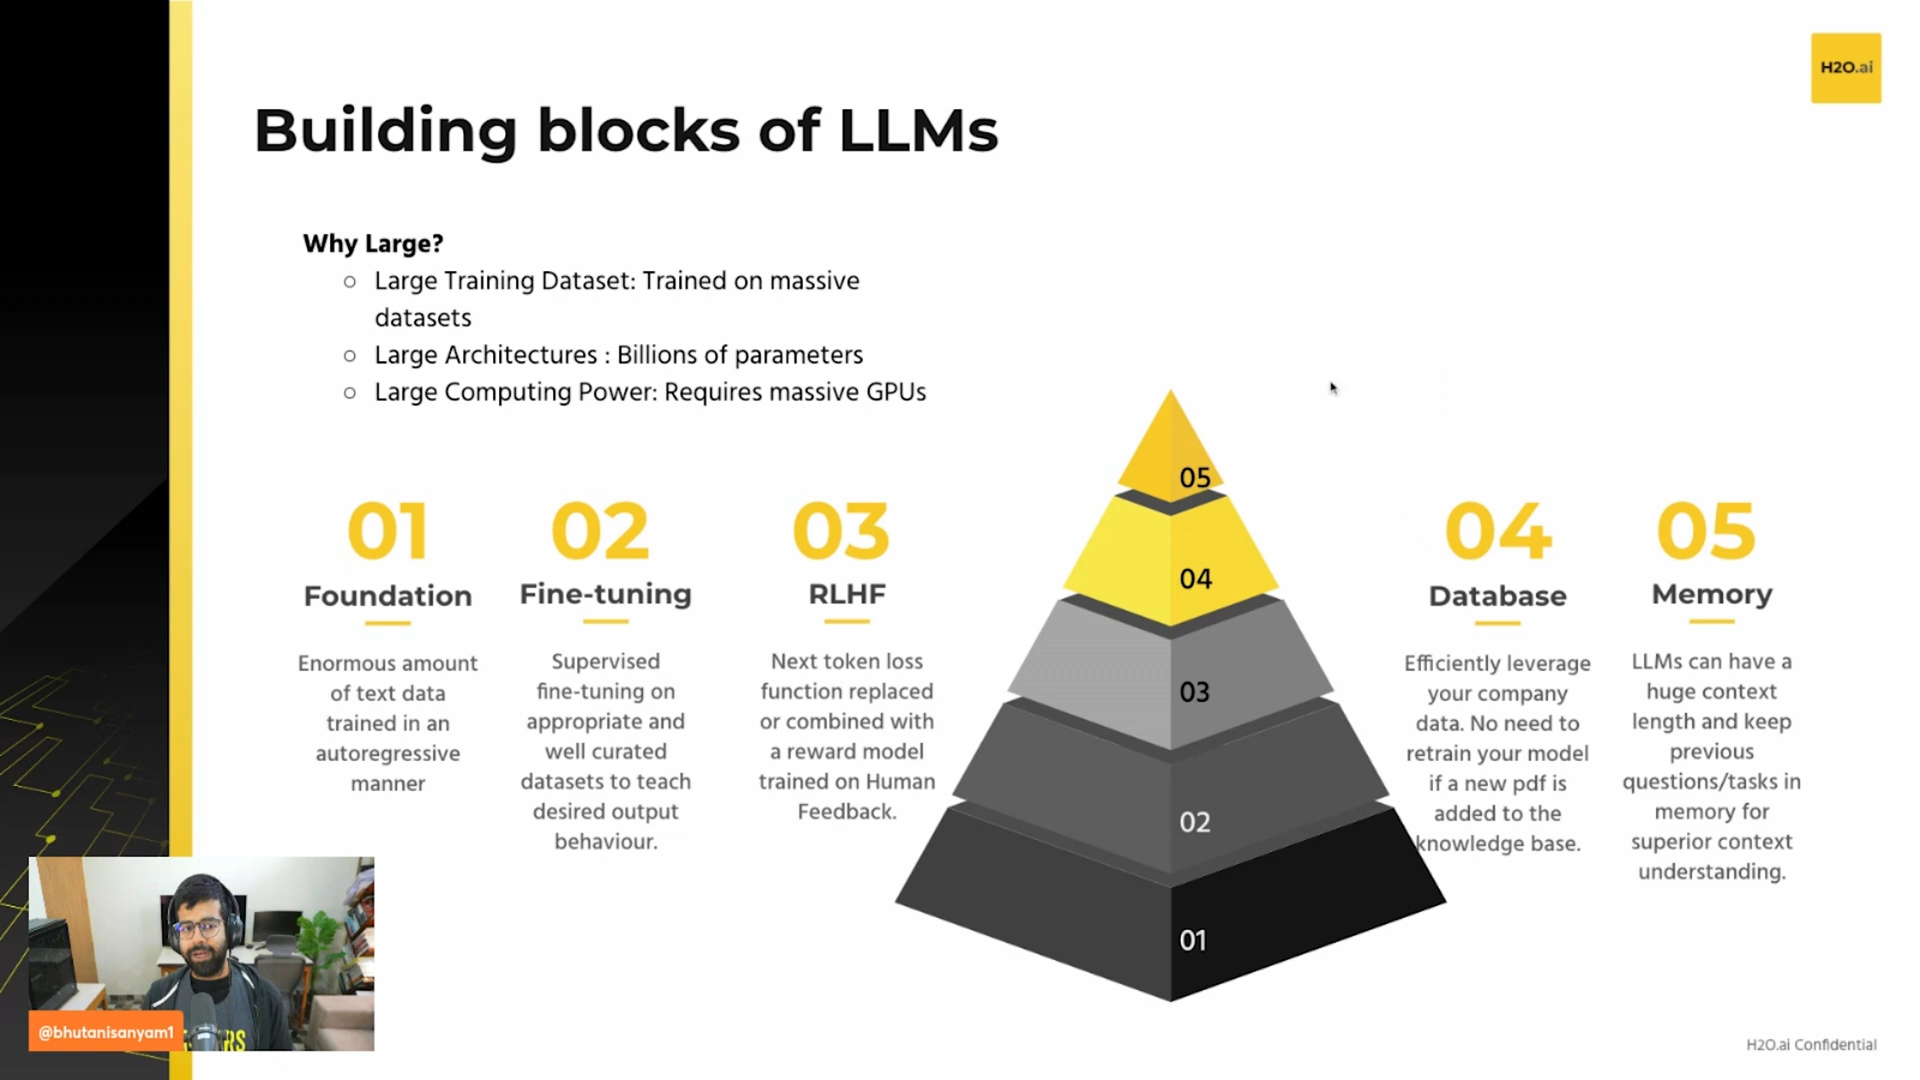 H2O.ai
Building blocks of LLMs
Why Large?
Large Training Dataset: Trained on massive
datasets
Large Architectures : Billions of parameters
Large Computing Power: Requires massive GPUs
01
Foundation
Enormous amount
of text data
trained in an
autoregressive
manner
02
Fine-tuning
Supervised
fine-tuning on
appropriate and
well curated
datasets to teach
desired output
behaviour.
03
RLHF
Next token loss
function replaced
or combined with
a reward model
trained on Human
Feedback.
05
04
03
02
01
04
Database
Efficiently leverage
your company
data. No need to
retrain your model
if a new pdf is
added to the
knowledge base.
05
Memory
LLMs can have a
huge context
length and keep
previous
questions/tasks in
memory for
superior context
understanding.
@bhutanisanyam1
H2O.ai Confidential